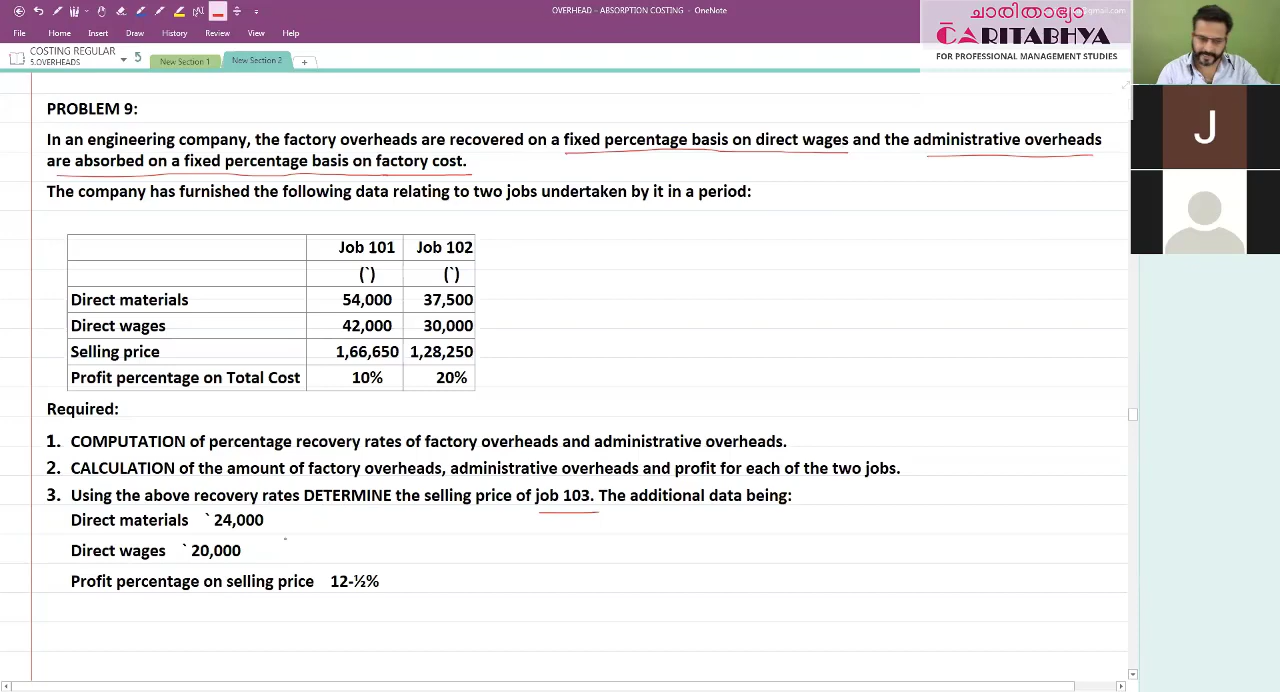 OVERHEAD – ABSORPTION COSTING - OneNote
File Home Insert Draw History Review View Help
ചാരിതാഭ്യാ
CARITABHYA
FOR PROFESSIONAL MANAGEMENT STUDIES
COSTING REGULAR
5.OVERHEADS
5 New Section 1 New Section 2 +
PROBLEM 9:
In an engineering company, the factory overheads are recovered on a fixed percentage basis on direct wages and the administrative overheads
are absorbed on a fixed percentage basis on factory cost.
The company has furnished the following data relating to two jobs undertaken by it in a period:
Job 101 Job 102
(`) (`)
Direct materials 54,000 37,500
Direct wages 42,000 30,000
Selling price 1,66,650 1,28,250
Profit percentage on Total Cost 10% 20%
Required:
1. COMPUTATION of percentage recovery rates of factory overheads and administrative overheads.
2. CALCULATION of the amount of factory overheads, administrative overheads and profit for each of the two jobs.
3. Using the above recovery rates DETERMINE the selling price of job 103. The additional data being:
Direct materials ` 24,000
Direct wages ` 20,000
Profit percentage on selling price 12-½%
J